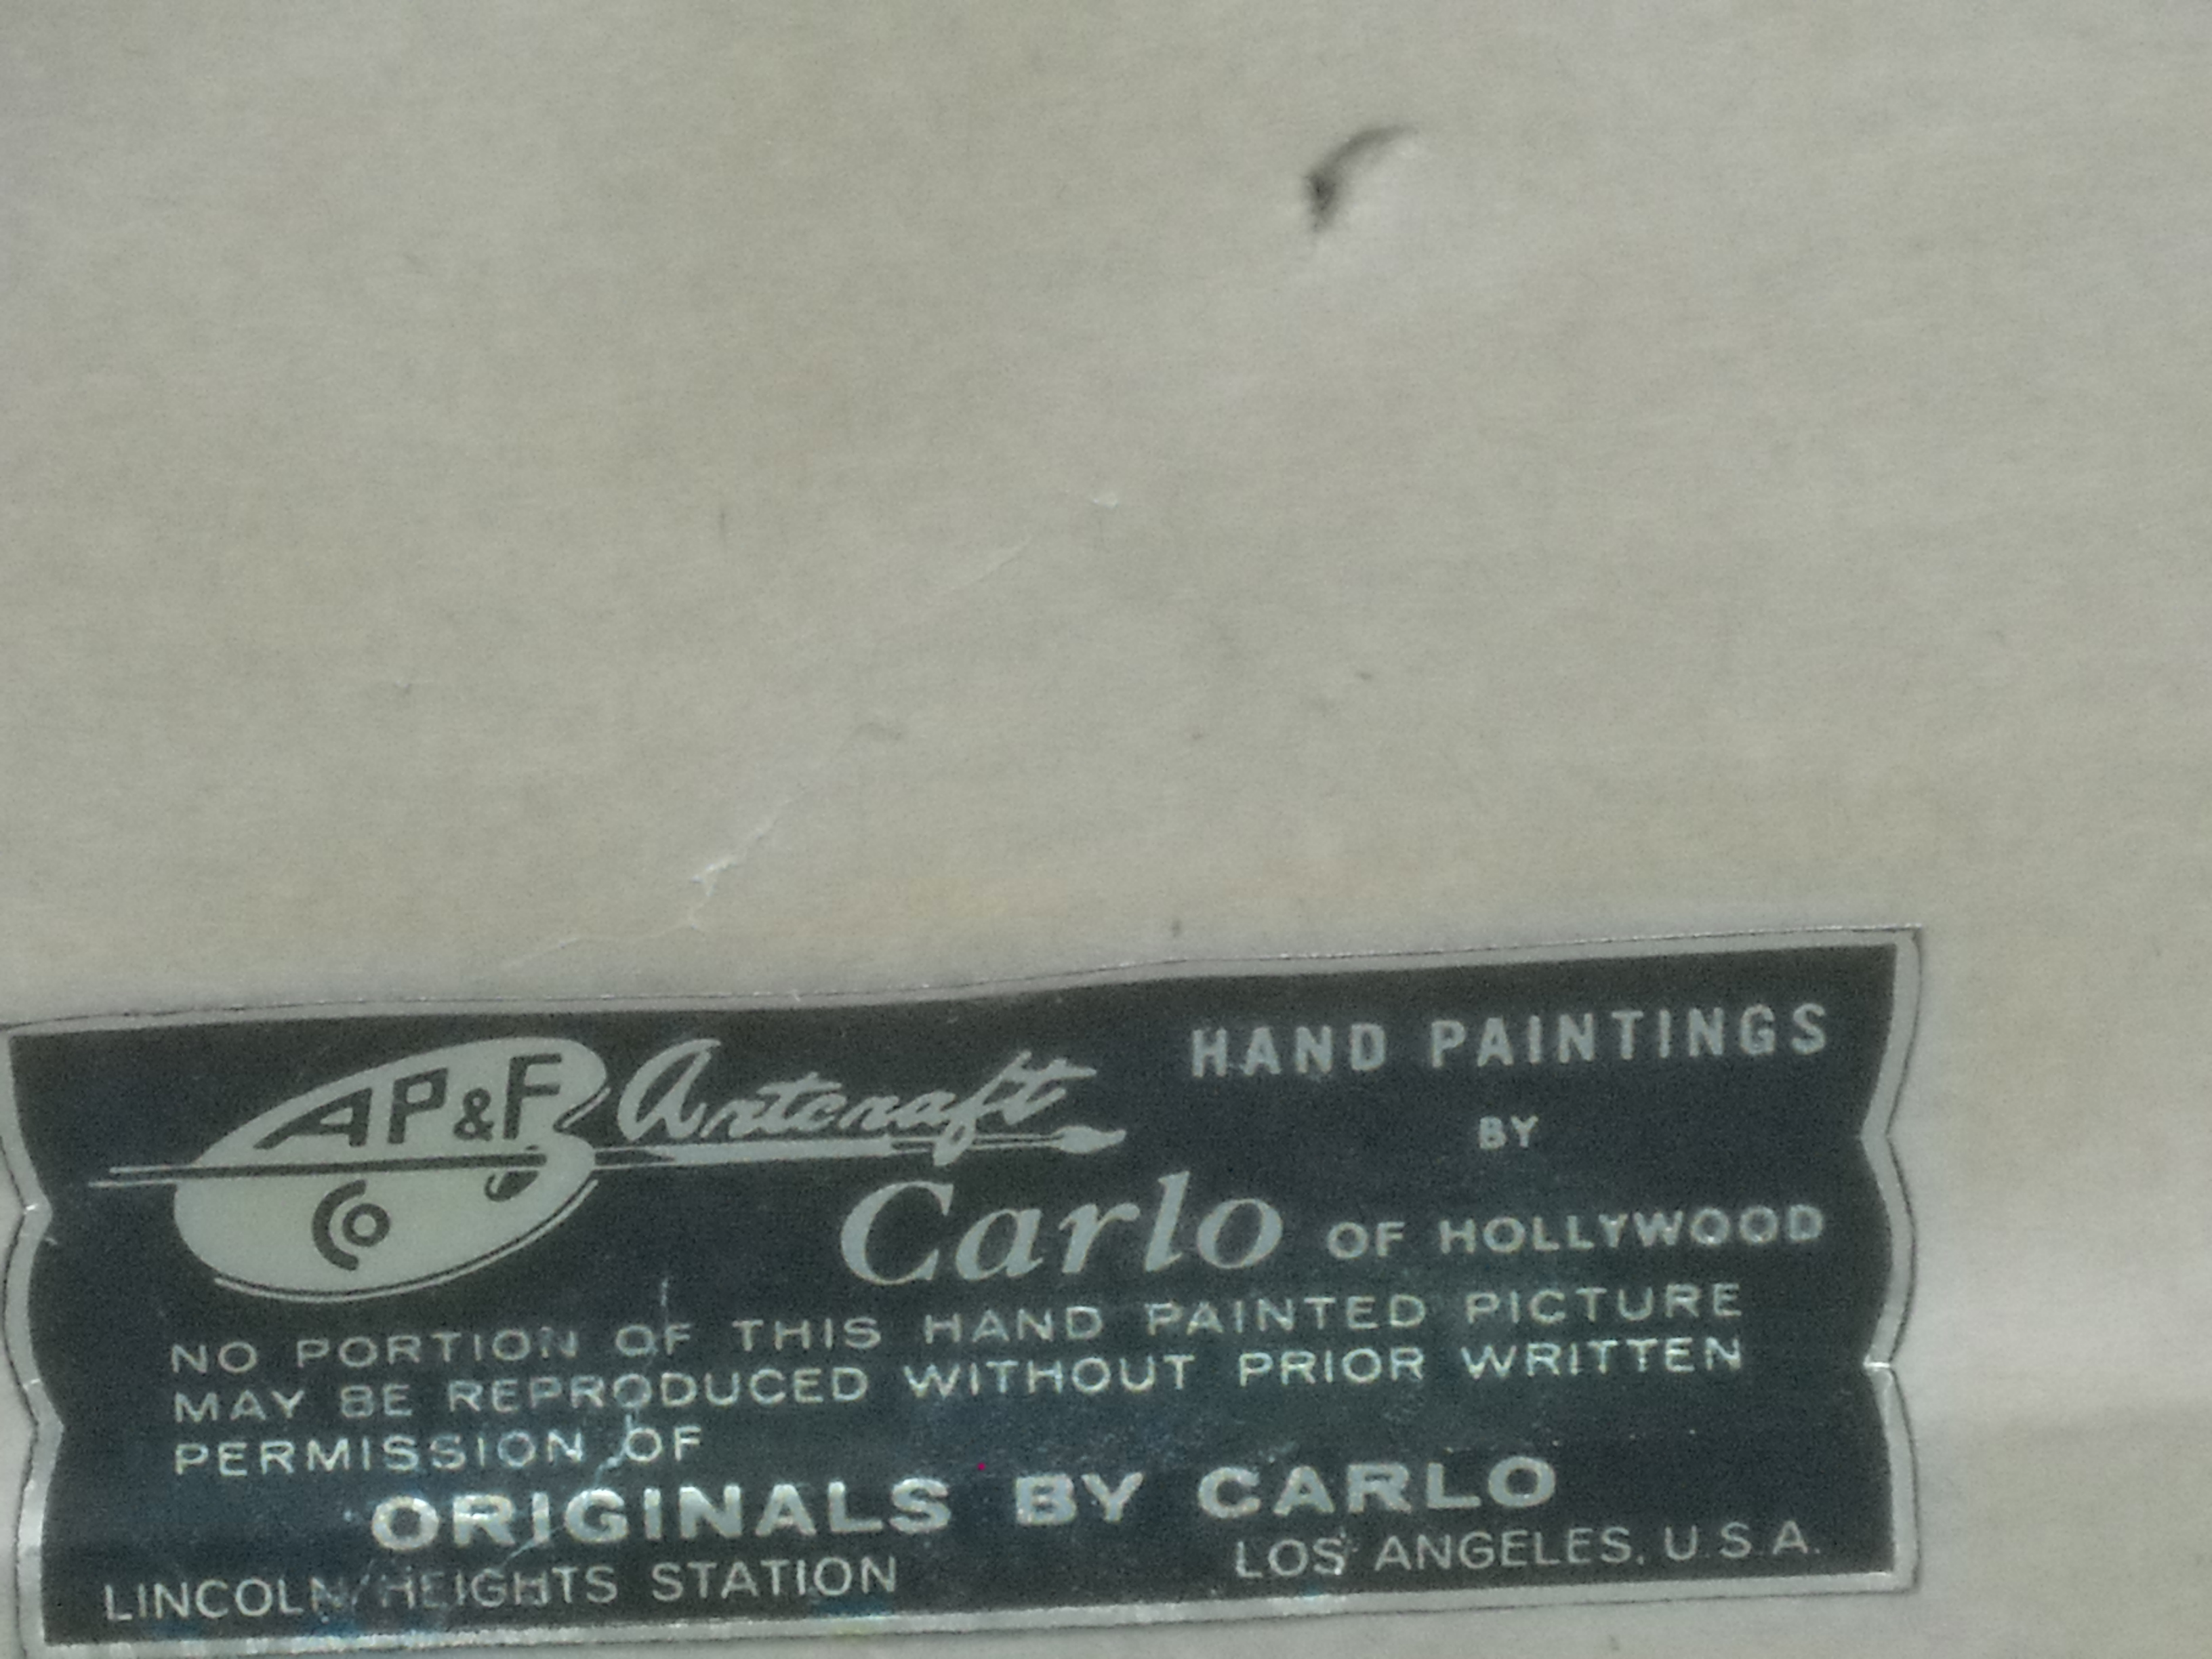 AP&F Artcraft
Co
HAND PAINTINGS
BY
Carlo OF HOLLYWOOD
NO PORTION OF THIS HAND PAINTED PICTURE
MAY BE REPRODUCED WITHOUT PRIOR WRITTEN
PERMISSION OF
ORIGINALS BY CARLO
LINCOLN HEIGHTS STATION LOS ANGELES, U.S.A.